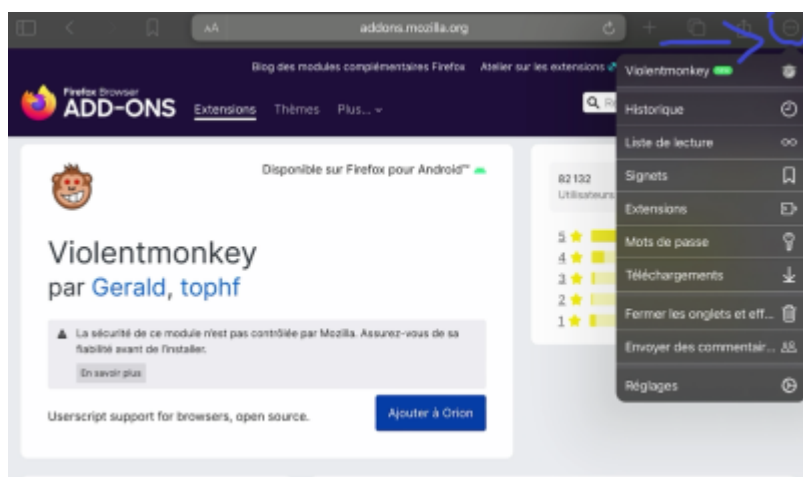 AA
addons.mozilla.org
Blog des modules complémentaires Firefox Atelier sur les extensions
Firefox Browser
ADD-ONS
Extensions Thèmes Plus...
Disponible sur Firefox pour Android™
Violentmonkey
par Gerald, tophf
La sécurité de ce module n'est pas contrôlée par Mozilla. Assurez-vous de sa
fiabilité avant de l'installer.
En savoir plus
Userscript support for browsers, open source.
Ajouter à Orion
82 132
Utilisateurs
5
4
3
2
1
Violentmonkey
Historique
Liste de lecture
Signets
Extensions
Mots de passe
Téléchargements
Fermer les onglets et eff...
Envoyer des commentair...
Réglages